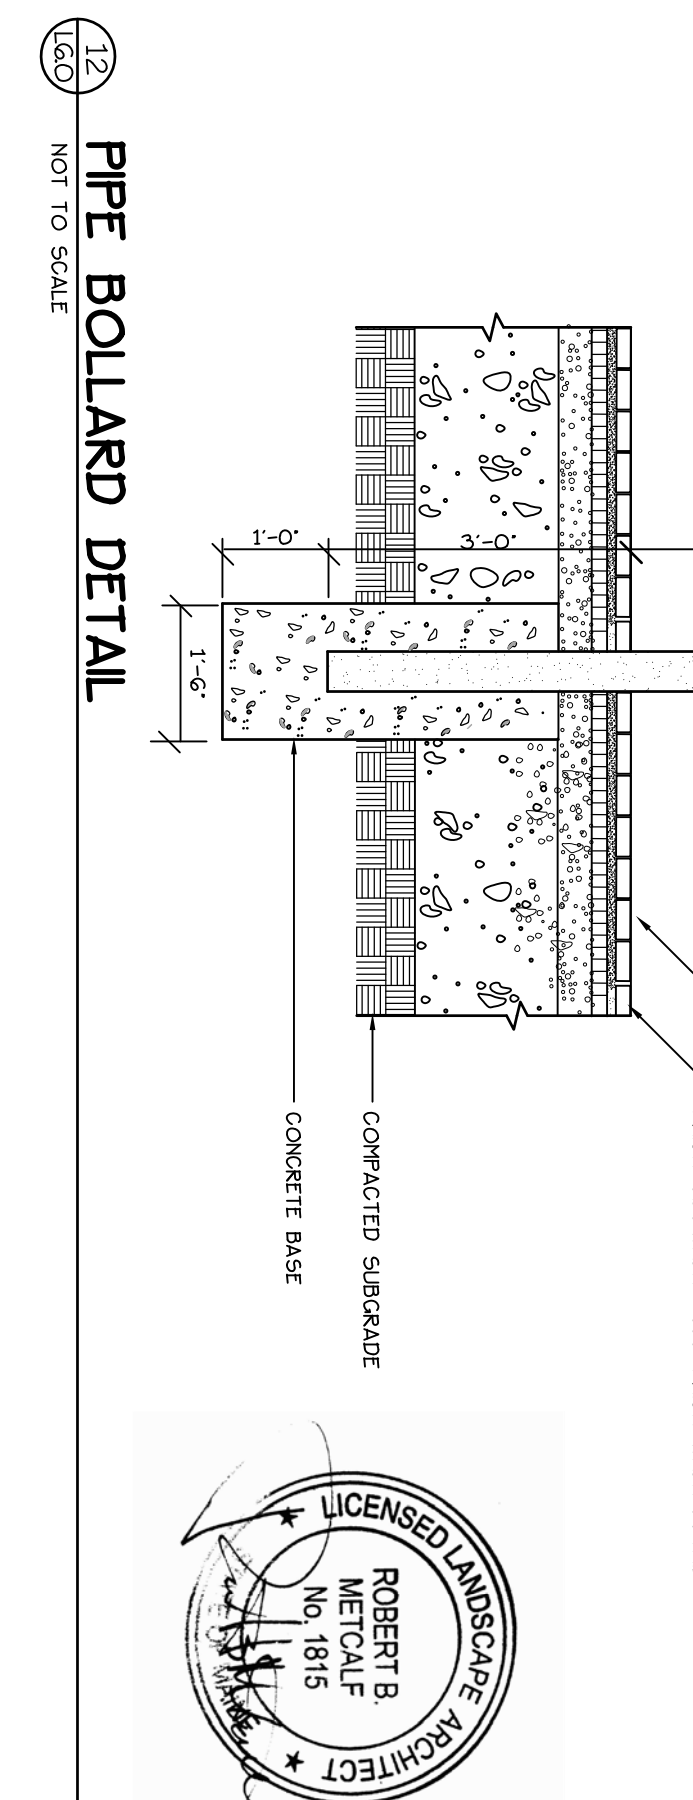 1'-0"
3'-0"
1'-6"
COMPACTED SUBGRADE
CONCRETE BASE
12
L6.0
PIPE BOLLARD DETAIL
NOT TO SCALE
LICENSED LANDSCAPE ARCHITECT
ROBERT B.
METCALF
No. 1815